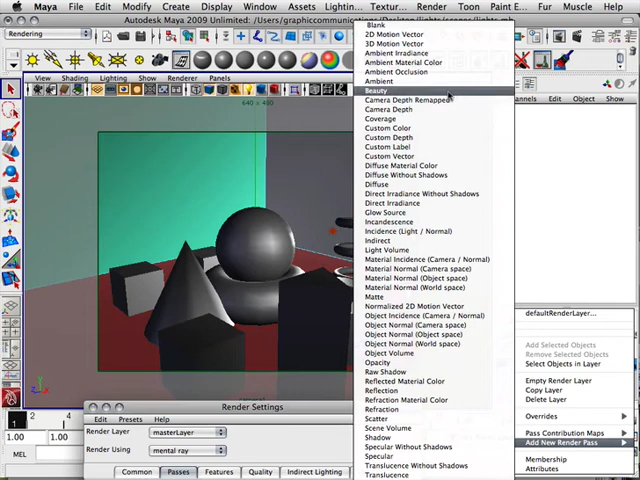 Maya File Edit Modify Create Display Window Lightin... Textur... Render Toon Paint E... Fur Muscle Help
Autodesk Maya 2009 Unlimited: /Users/graphiccommunications/Desktop/lights/scenes/lights.mb
Rendering
View Shading Lighting Show Renderer Panels
640 × 480
Blank
2D Motion Vector
3D Motion Vector
Ambient Irradiance
Ambient Material Color
Ambient Occlusion
Ambient
Beauty
Camera Depth Remapped
Camera Depth
Coverage
Custom Color
Custom Depth
Custom Label
Custom Vector
Diffuse Material Color
Diffuse Without Shadows
Diffuse
Direct Irradiance Without Shadows
Direct Irradiance
Glow Source
Incandescence
Incidence (Light / Normal)
Indirect
Light Volume
Material Incidence (Camera / Normal)
Material Normal (Camera space)
Material Normal (Object space)
Material Normal (World space)
Matte
Normalized 2D Motion Vector
Object Incidence (Camera / Normal)
Object Normal (Camera space)
Object Normal (Object space)
Object Normal (World space)
Object Volume
Opacity
Raw Shadow
Reflected Material Color
Reflection
Refraction Material Color
Refraction
Scatter
Scene Volume
Shadow
Specular Without Shadows
Specular
Translucence Without Shadows
Translucence
Object Show
defaultRenderLayer...
Add Selected Objects
Remove Selected Objects
Select Objects in Layer
Empty Render Layer
Copy Layer
Delete Layer
Overrides
Pass Contribution Maps
Add New Render Pass
Membership
Attributes
1 2 4
1.00 1.00
MEL
Render Settings
Edit Presets Help
Render Layer masterLayer
Render Using mental ray
Common Passes Features Quality Indirect Lighting